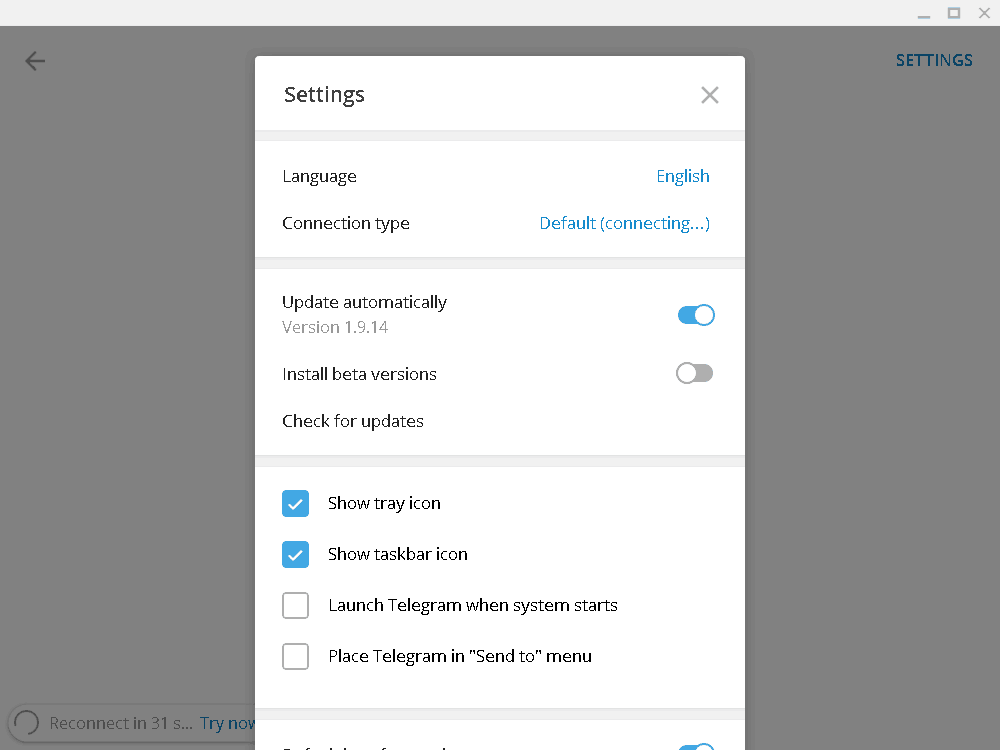 SETTINGS
Settings
Language English
Connection type Default (connecting...)
Update automatically
Version 1.9.14
Install beta versions
Check for updates
Show tray icon
Show taskbar icon
Launch Telegram when system starts
Place Telegram in "Send to" menu
Reconnect in 31 s... Try now